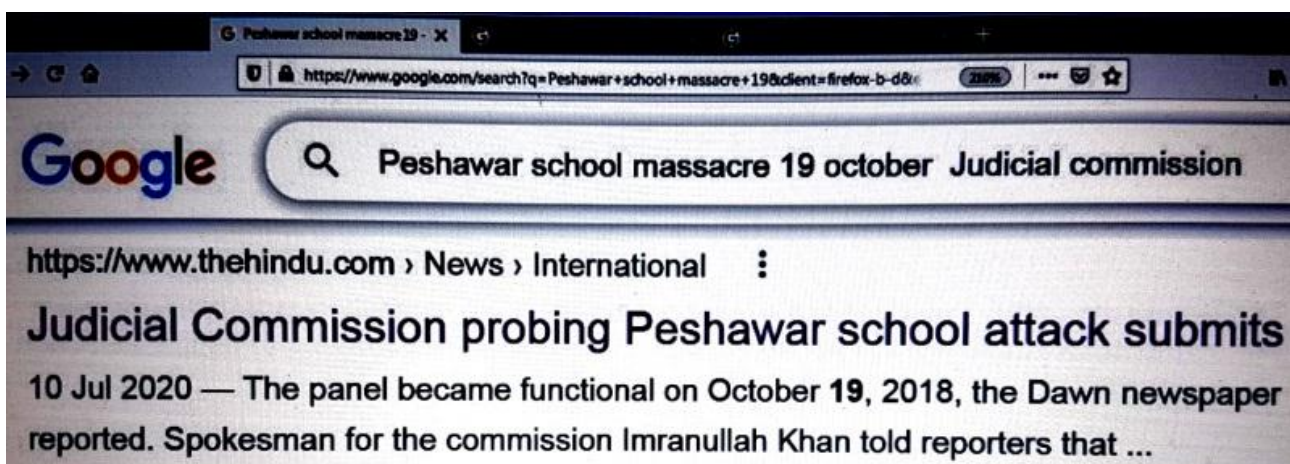 G Peshawar school massacre 19 - X
https://www.google.com/search?q=Peshawar+school+massacre+19&client=firefox-b-d&
210%
Google
Peshawar school massacre 19 october Judicial commission
https://www.thehindu.com › News › International
Judicial Commission probing Peshawar school attack submits
10 Jul 2020 — The panel became functional on October 19, 2018, the Dawn newspaper
reported. Spokesman for the commission Imranullah Khan told reporters that ...